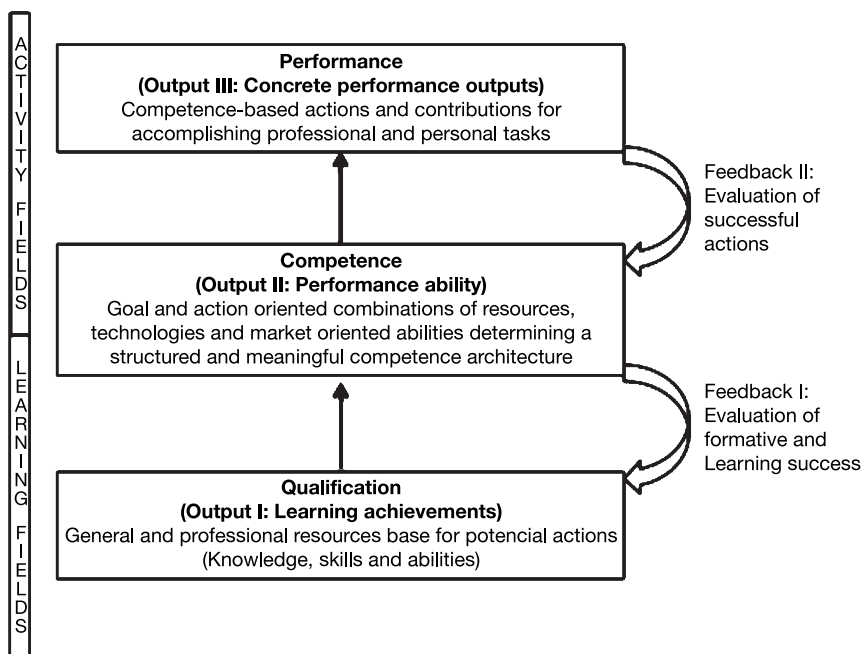 ACTIVITY FIELDS
Performance
(Output III: Concrete performance outputs)
Competence-based actions and contributions for
accomplishing professional and personal tasks
Feedback II:
Evaluation of
successful
actions
Competence
(Output II: Performance ability)
Goal and action oriented combinations of resources,
technologies and market oriented abilities determining a
structured and meaningful competence architecture
LEARNING FIELDS
Feedback I:
Evaluation of
formative and
Learning success
Qualification
(Output I: Learning achievements)
General and professional resources base for potencial actions
(Knowledge, skills and abilities)